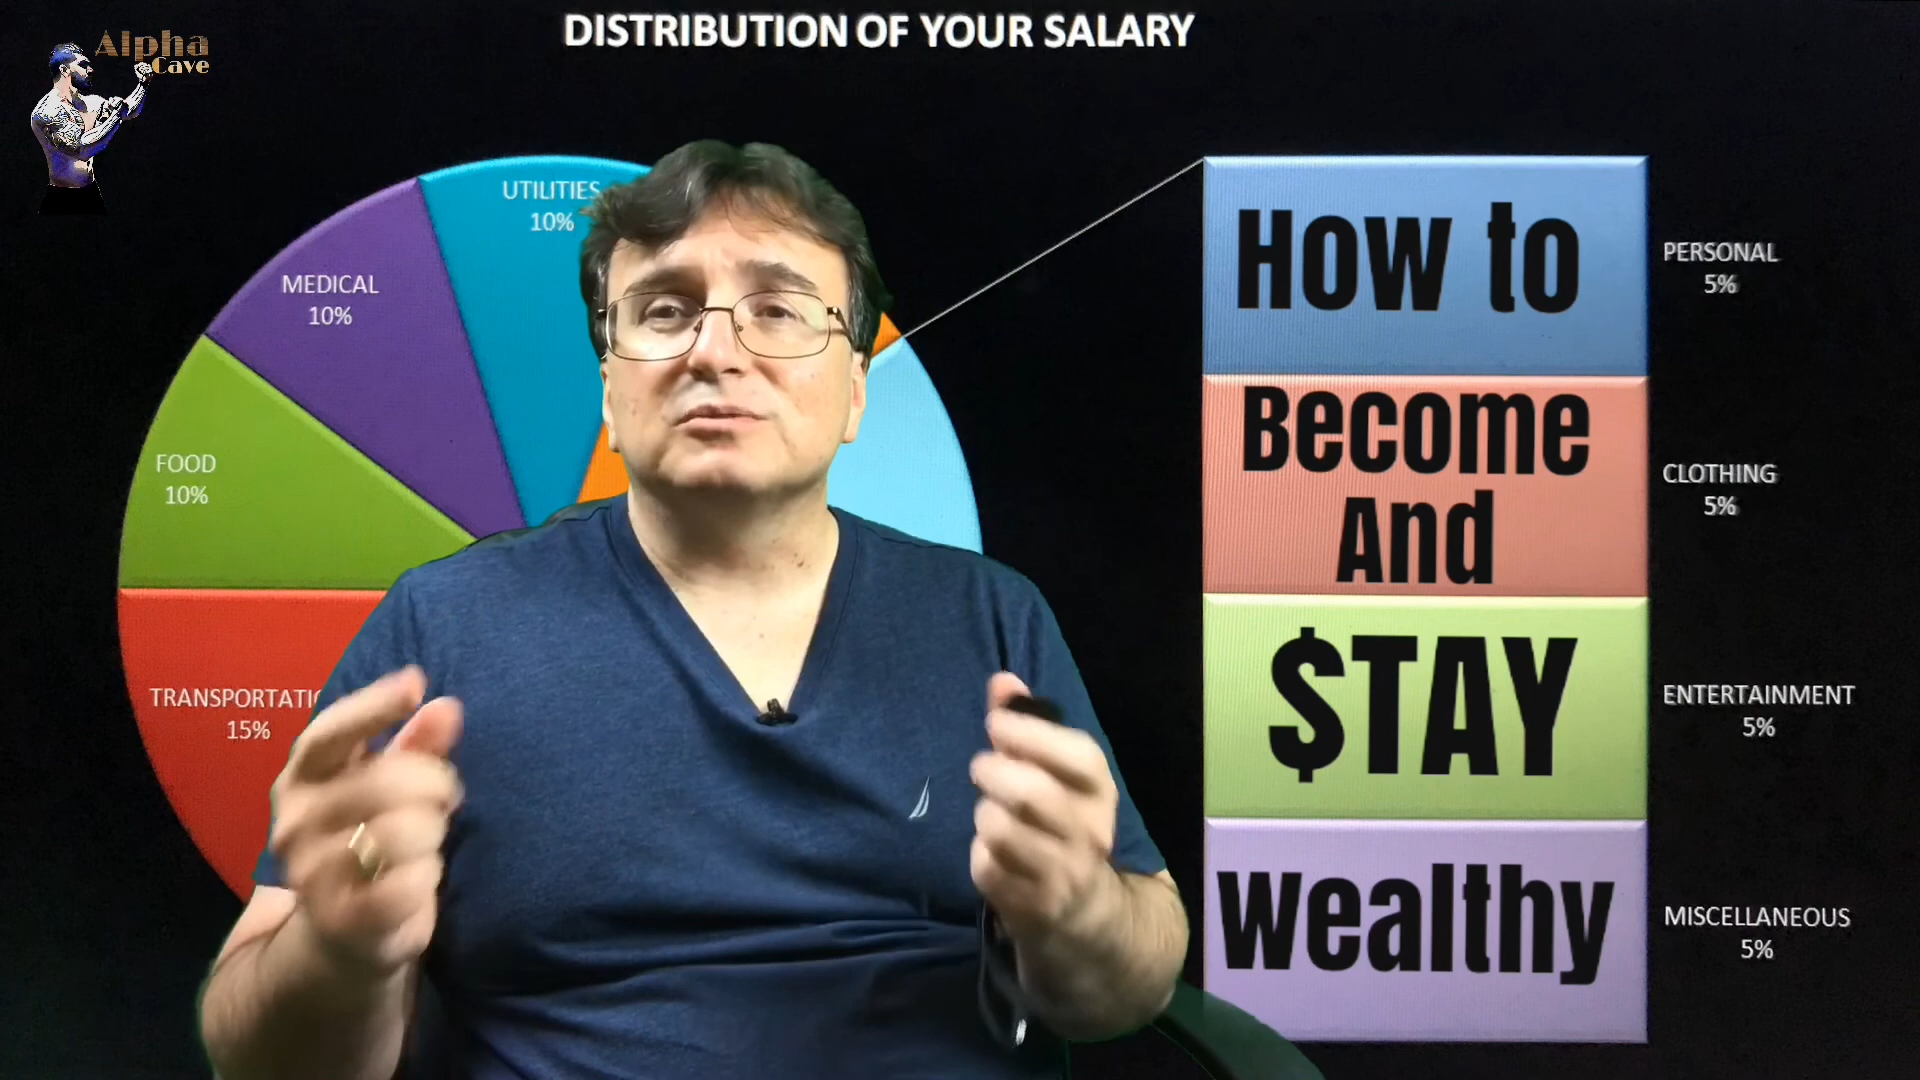 Alpha
Cave
DISTRIBUTION OF YOUR SALARY
UTILITIES
10%
MEDICAL
10%
FOOD
10%
15%
How to
Become
And
$TAY
Wealthy
PERSONAL
5%
CLOTHING
5%
ENTERTAINMENT
5%
MISCELLANEOUS
5%